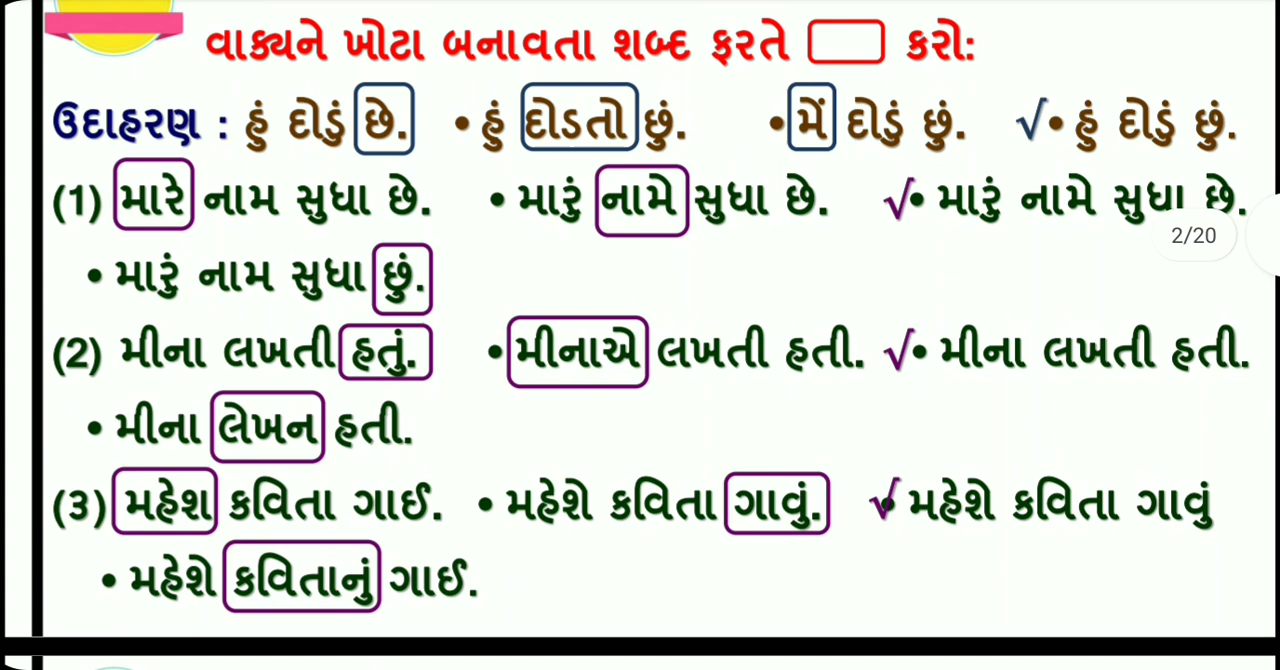 વાક્યને ખોટા બનાવતા શબ્દ ફરતે કરો:
ઉદાહરણ : હું દોડું છે. • હું દોડતો છું. • મેં દોડું છું. √• હું દોડું છું.
(1) મારે નામ સુધા છે. • મારું નામે સુધા છે. √• મારું નામે સુધા છે.
2/20
• મારું નામ સુધા છું.
(2) મીના લખતી હતું. • મીનાએ લખતી હતી. √• મીના લખતી હતી.
• મીના લેખન હતી.
(૩) મહેશ કવિતા ગાઈ. • મહેશે કવિતા ગાવું. √• મહેશે કવિતા ગાવું
• મહેશે કવિતાનું ગાઈ.